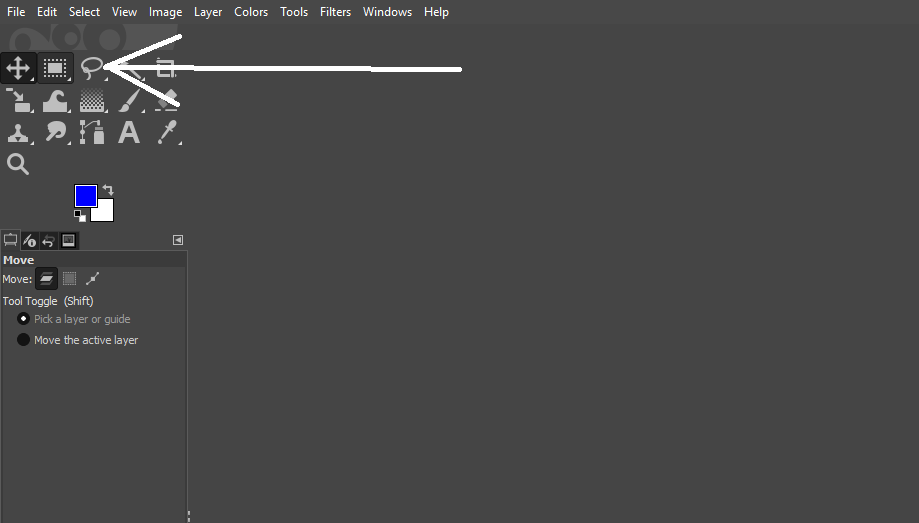 File Edit Select View Image Layer Colors Tools Filters Windows Help
Move
Move:
Tool Toggle (Shift)
Pick a layer or guide
Move the active layer